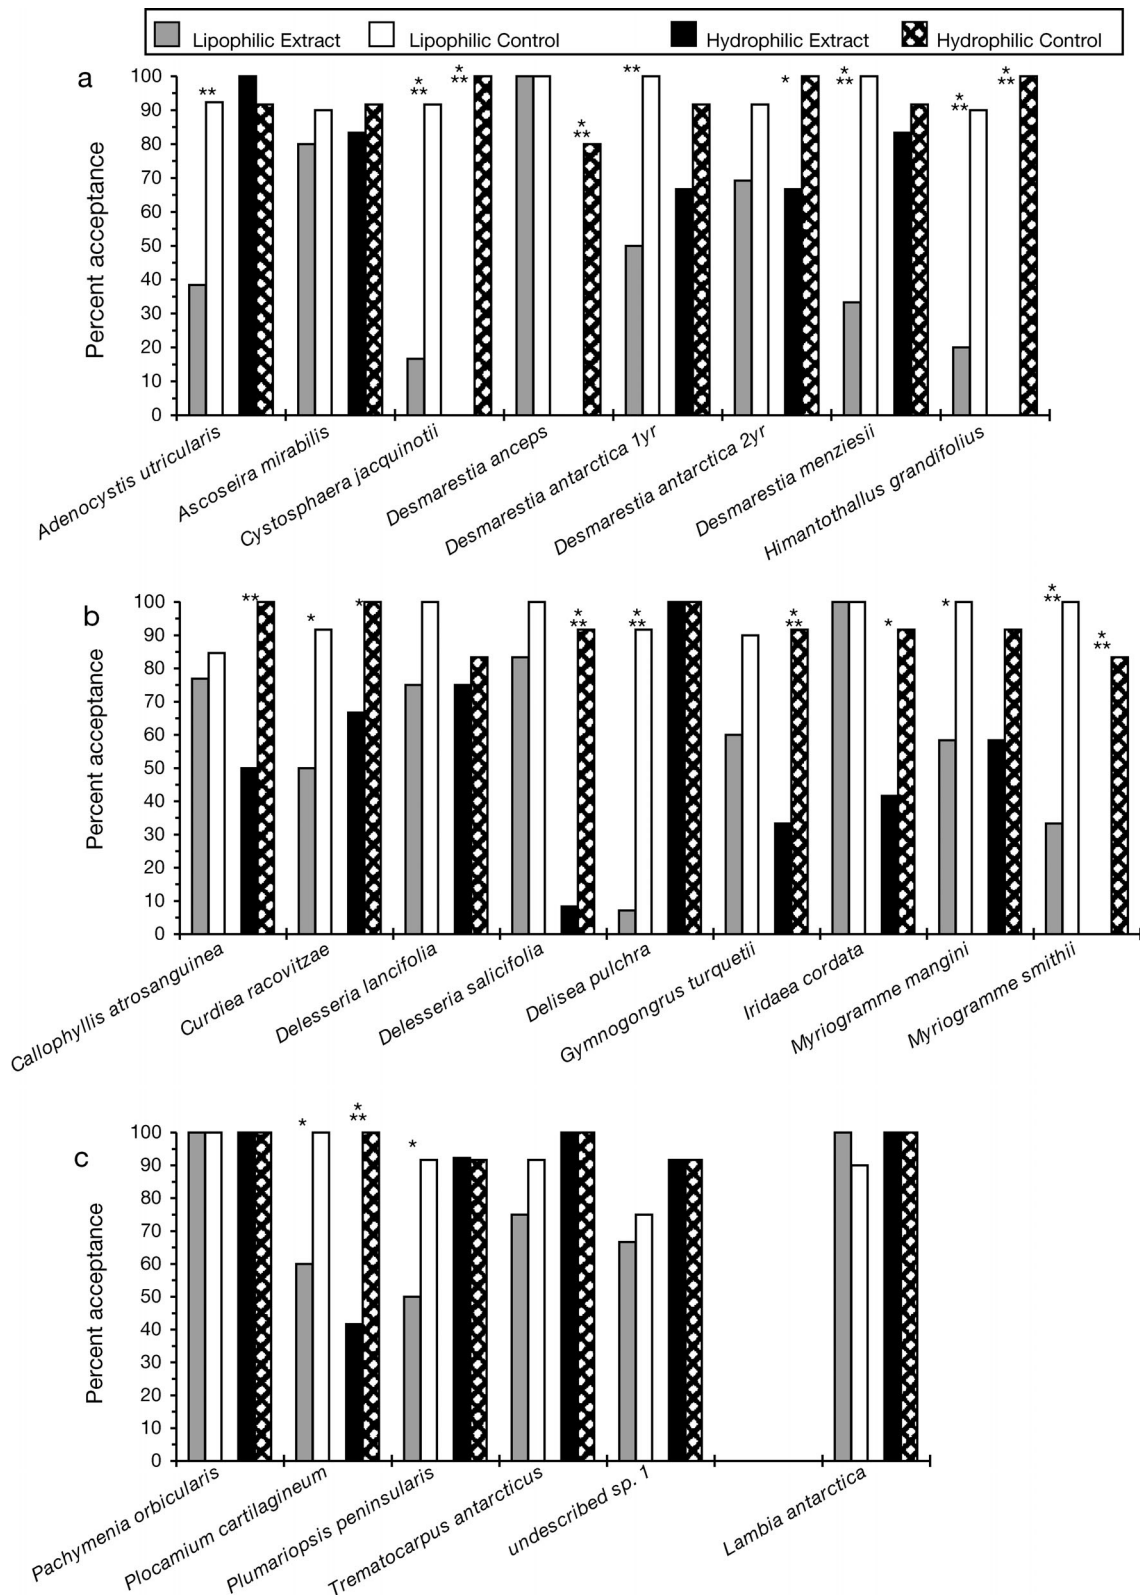 Lipophilic Extract Lipophilic Control Hydrophilic Extract Hydrophilic Control
a
Percent acceptance
100
90
80
70
60
50
40
30
20
10
0
** * ** * ** * ** ** * * ** * ** * **
Adenocystis utricularis
Ascoseira mirabilis
Cystosphaera jacquinotii
Desmarestia anceps
Desmarestia antarctica 1yr
Desmarestia antarctica 2yr
Desmarestia menziesii
Himantothallus grandifolius
b
Percent acceptance
100
90
80
70
60
50
40
30
20
10
0
** * * * ** * ** * ** * * * ** * **
Callophyllis atrosanguinea
Curdiea racovitzae
Delesseria lancifolia
Delesseria salicifolia
Delisea pulchra
Gymnogongrus turquetii
Iridaea cordata
Myriogramme mangini
Myriogramme smithii
c
Percent acceptance
100
90
80
70
60
50
40
30
20
10
0
* * ** *
Pachymenia orbicularis
Plocamium cartilagineum
Plumariopsis peninsularis
Trematocarpus antarcticus
undescribed sp. 1
Lambia antarctica